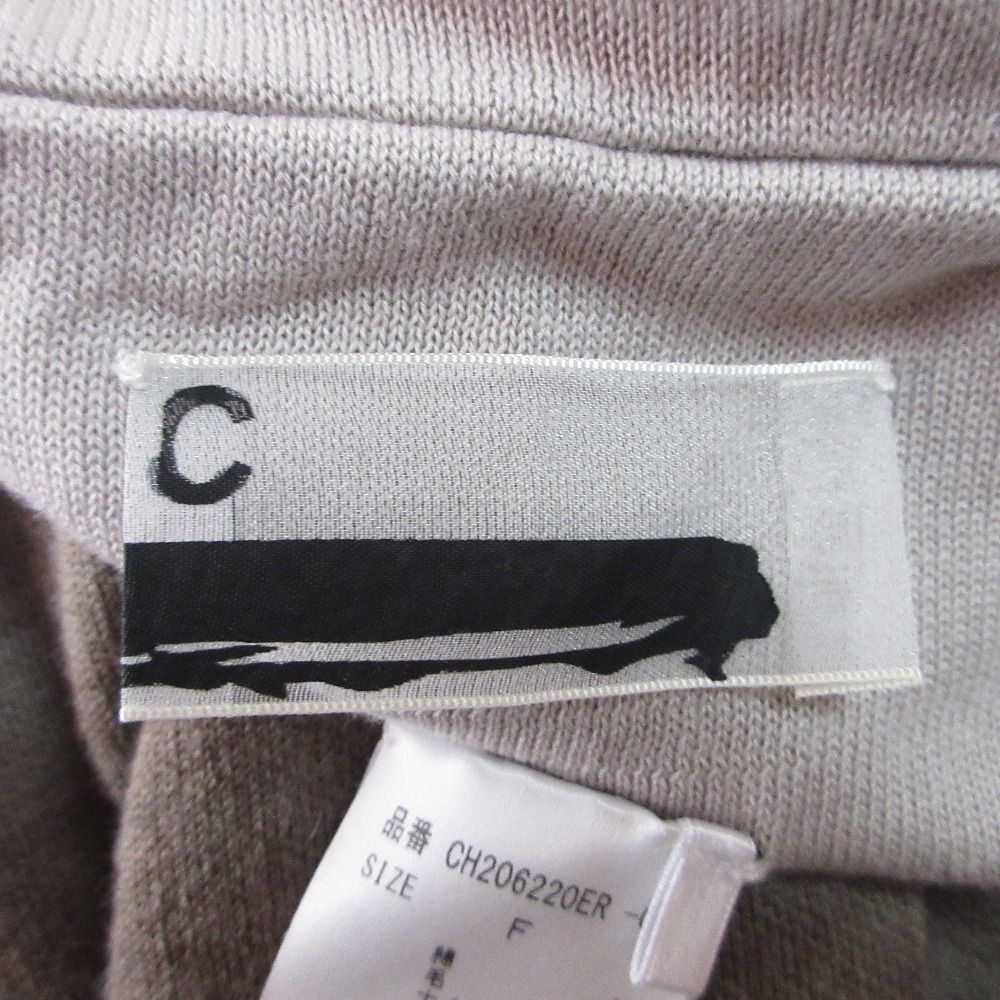 C
品番 CH206220ER -
SIZE
F